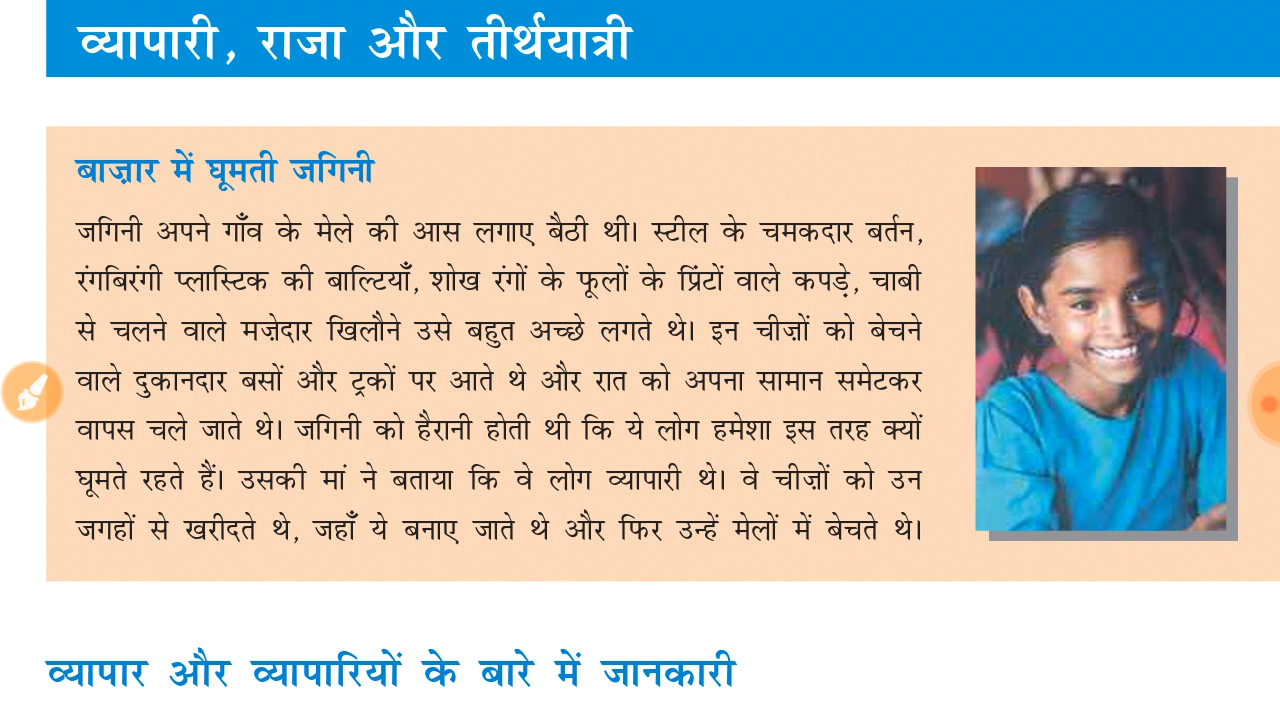 व्यापारी, राजा और तीर्थयात्री
बाज़ार में घूमती जगिनी
जगिनी अपने गाँव के मेले की आस लगाए बैठी थी। स्टील के चमकदार बर्तन,
रंगबिरंगी प्लास्टिक की बाल्टियाँ, शोख रंगों के फूलों के प्रिंटों वाले कपड़े, चाबी
से चलने वाले मज़ेदार खिलौने उसे बहुत अच्छे लगते थे। इन चीज़ों को बेचने
वाले दुकानदार बसों और ट्रकों पर आते थे और रात को अपना सामान समेटकर
वापस चले जाते थे। जगिनी को हैरानी होती थी कि ये लोग हमेशा इस तरह क्यों
घूमते रहते हैं। उसकी मां ने बताया कि वे लोग व्यापारी थे। वे चीज़ों को उन
जगहों से खरीदते थे, जहाँ ये बनाए जाते थे और फिर उन्हें मेलों में बेचते थे।
व्यापार और व्यापारियों के बारे में जानकारी